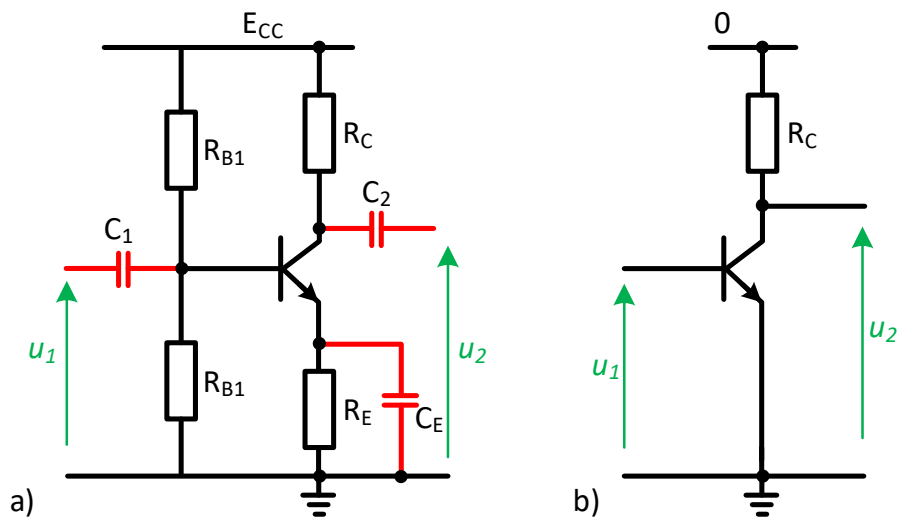 E_CC
0
R_B1
R_C
R_C
C_1
C_2
u_1
u_2
u_1
u_2
R_B1
R_E
C_E
a)
b)